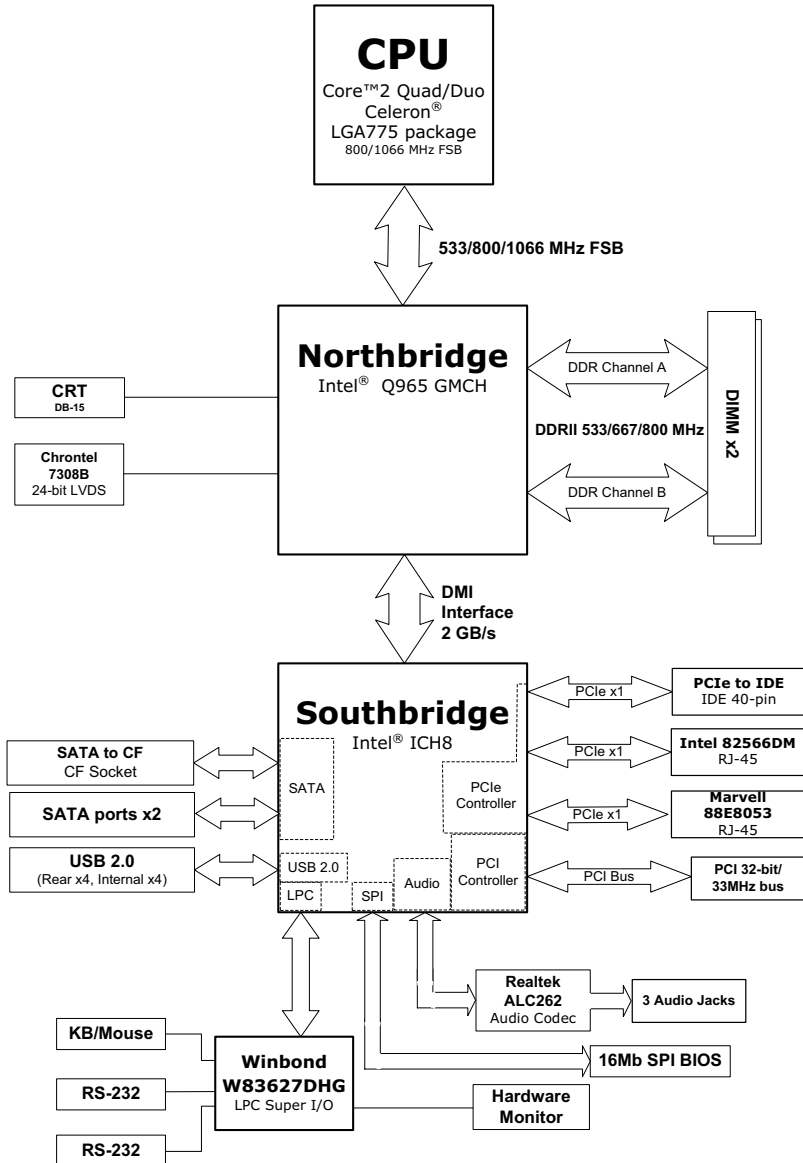 CPU
Core™2 Quad/Duo
Celeron®
LGA775 package
800/1066 MHz FSB
533/800/1066 MHz FSB
Northbridge
Intel® Q965 GMCH
CRT
DB-15
Chrontel
7308B
24-bit LVDS
DDR Channel A
DDRII 533/667/800 MHz
DDR Channel B
DIMM x2
DMI
Interface
2 GB/s
Southbridge
Intel® ICH8
SATA
PCIe
Controller
USB 2.0
LPC
SPI
Audio
PCI
Controller
SATA to CF
CF Socket
SATA ports x2
USB 2.0
(Rear x4, Internal x4)
PCIe x1
PCIe to IDE
IDE 40-pin
PCIe x1
Intel 82566DM
RJ-45
PCIe x1
Marvell
88E8053
RJ-45
PCI Bus
PCI 32-bit/
33MHz bus
Realtek
ALC262
Audio Codec
3 Audio Jacks
16Mb SPI BIOS
KB/Mouse
RS-232
RS-232
Winbond
W83627DHG
LPC Super I/O
Hardware
Monitor